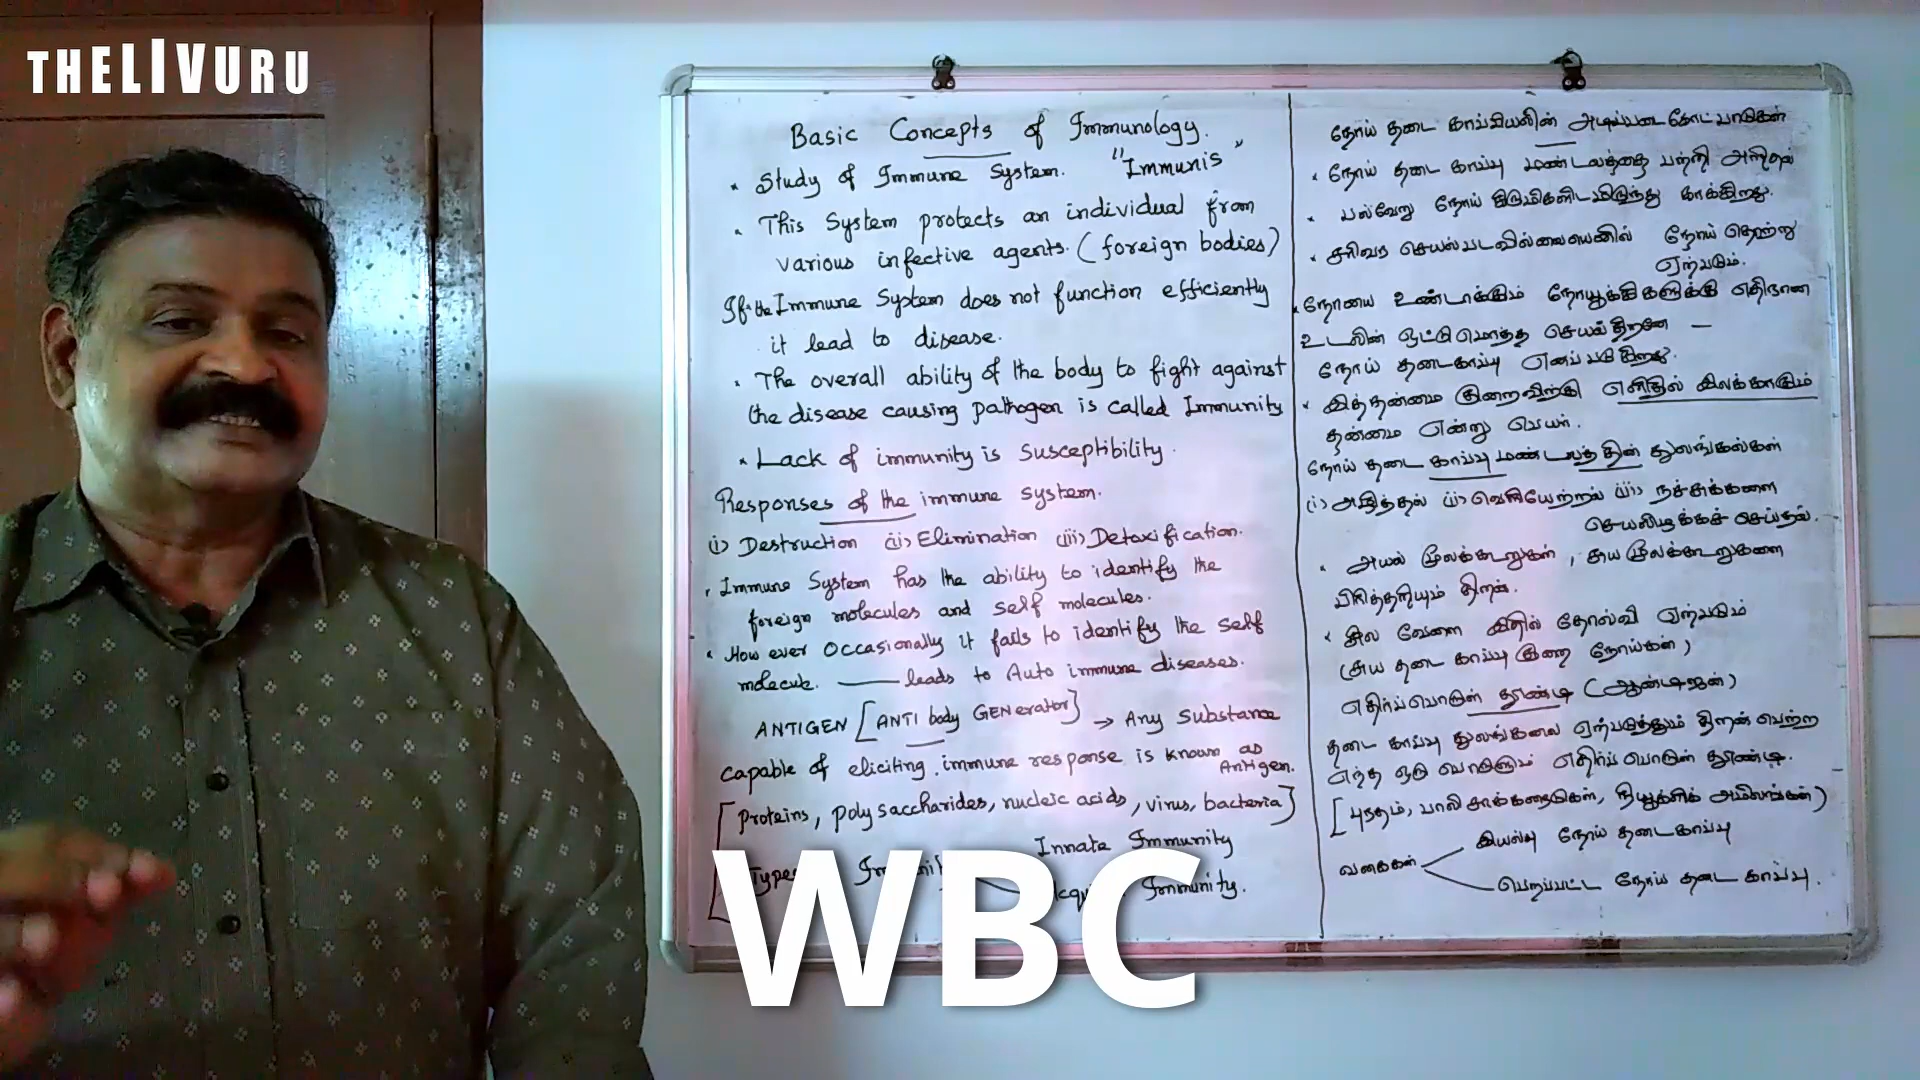 THELIVURU
Basic Concepts of Immunology.
* Study of Immune System. "Immunis"
* This System protects an individual from
various infective agents. (foreign bodies)
If the Immune System does not function efficiently
it lead to disease.
* The overall ability of the body to fight against
the disease causing pathogen is called Immunity
* Lack of immunity is Susceptibility.
Responses of the immune system.
(i) Destruction (ii) Elimination (iii) Detoxification.
* Immune System has the ability to identify the
foreign molecules and self molecules.
* How ever Occasionally it fails to identify the self
molecule. —— leads to Auto immune diseases.
ANTIGEN [ANTI body GENerator] → Any Substance
capable of eliciting immune response is known as
Antigen.
[Proteins, poly saccharides, nucleic acids, virus, bacteria]
Innate Immunity
Types Immunity.
WBC
நோய் தடை காப்பியலின் அடிப்படை கோட்பாடுகள்
* நோய் தடை காப்பு மண்டலத்தை பற்றி அறிதல்
* பல்வேறு நோய் கிருமிகளிடமிருந்து காக்கிறது.
* சரிவர செயல்படவில்லையெனில் நோய் தொற்று
ஏற்படும்.
* நோயை உண்டாக்கும் நோயூக்கிகளுக்கு எதிரான
உடலின் ஒட்டு மொத்த செயல் திறனே —
நோய் தடைகாப்பு எனப் படுகிறது.
* இத்தன்மை குறைவிற்கு எளிதில் இலக்காகும்
தன்மை என்று பெயர்.
நோய் தடை காப்பு மண்டலத்தின் துலங்கல்கள்
(i) அழித்தல் (ii) வெளியேற்றல் (iii) நச்சுக்களை
செயலிழக்கச் செய்தல்.
* அயல் மூலக்கூறுகள், சுய மூலக்கூறுகளை
பிரித்தறியும் திறன்.
* சில வேளை இதில் தோல்வி ஏற்படும்
(சுய தடை காப்பு குறை நோய்கள்)
எதிர்ப்பொருள் தூண்டி (ஆன்டிஜன்)
தடை காப்பு துலங்கலை ஏற்படுத்தும் திறன் பெற்ற
எந்த ஒரு பொருளும் எதிர்ப் பொருள் தூண்டி.
[புரதம், பாலி சாக்கரைடுகள், நியூக்ளிக் அமிலங்கள்)
இயல்பு நோய் தடைகாப்பு
வகைகள்
பெறப்பட்ட நோய் தடை காப்பு.